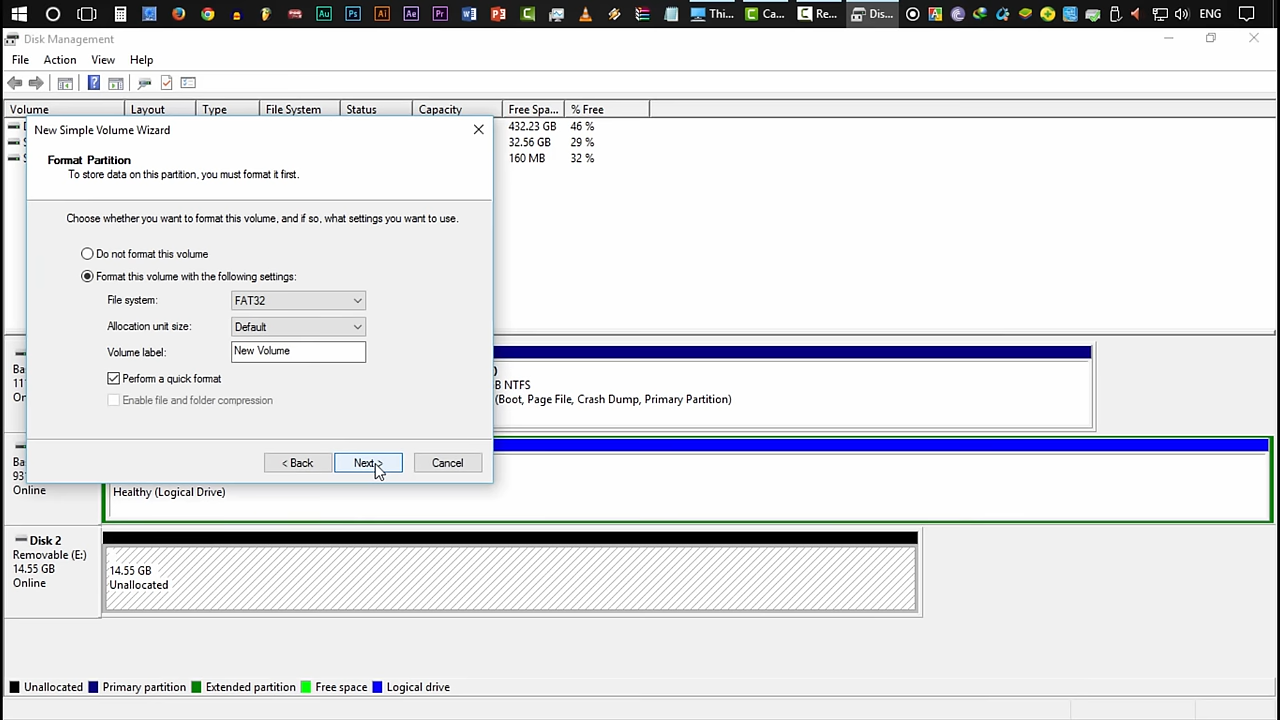 Thi...
Ca...
Re...
Dis...
ENG
Disk Management
File Action View Help
Volume Layout Type File System Status Capacity Free Spa... % Free
432.23 GB 46 %
32.56 GB 29 %
160 MB 32 %
New Simple Volume Wizard
Format Partition
To store data on this partition, you must format it first.
Choose whether you want to format this volume, and if so, what settings you want to use.
Do not format this volume
Format this volume with the following settings:
File system: FAT32
Allocation unit size: Default
Volume label: New Volume
Perform a quick format
Enable file and folder compression
< Back Next > Cancel
B NTFS
(Boot, Page File, Crash Dump, Primary Partition)
Online
Healthy (Logical Drive)
Disk 2
Removable (E:)
14.55 GB
Online
14.55 GB
Unallocated
Unallocated Primary partition Extended partition Free space Logical drive